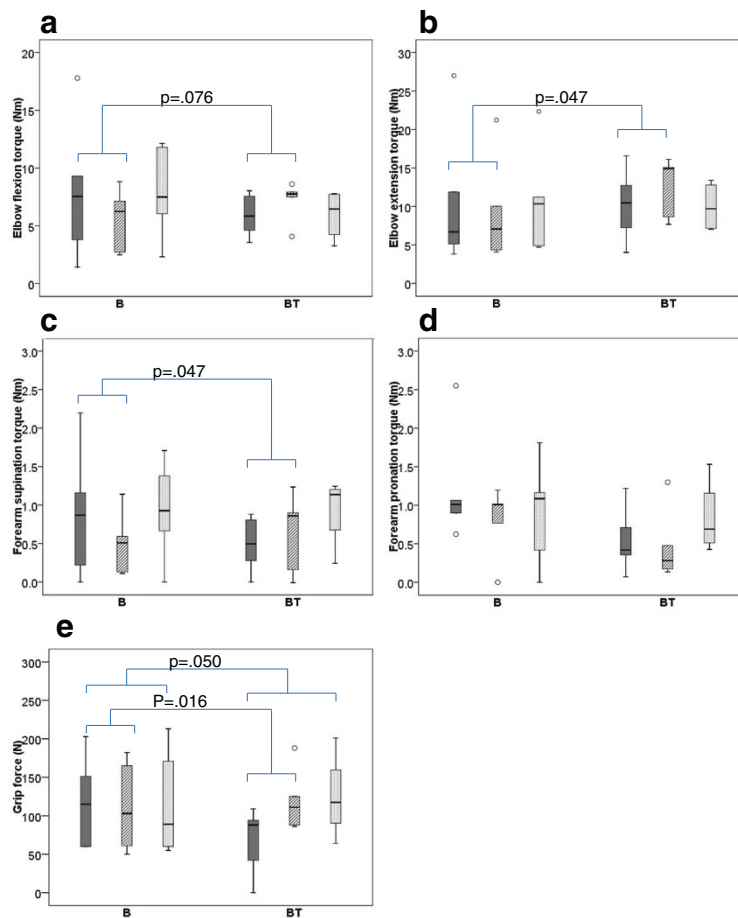 a
Elbow flexion torque (Nm)
20
15
10
5
0
p=.076
B
BT
b
Elbow extension torque (Nm)
30
25
20
15
10
5
0
p=.047
B
BT
c
Forearm supination torque (Nm)
3.0
2.5
2.0
1.5
1.0
0.5
0.0
p=.047
B
BT
d
Forearm pronation torque (Nm)
3.0
2.5
2.0
1.5
1.0
0.5
0.0
B
BT
e
Grip force (N)
300
250
200
150
100
50
0
p=.050
P=.016
B
BT